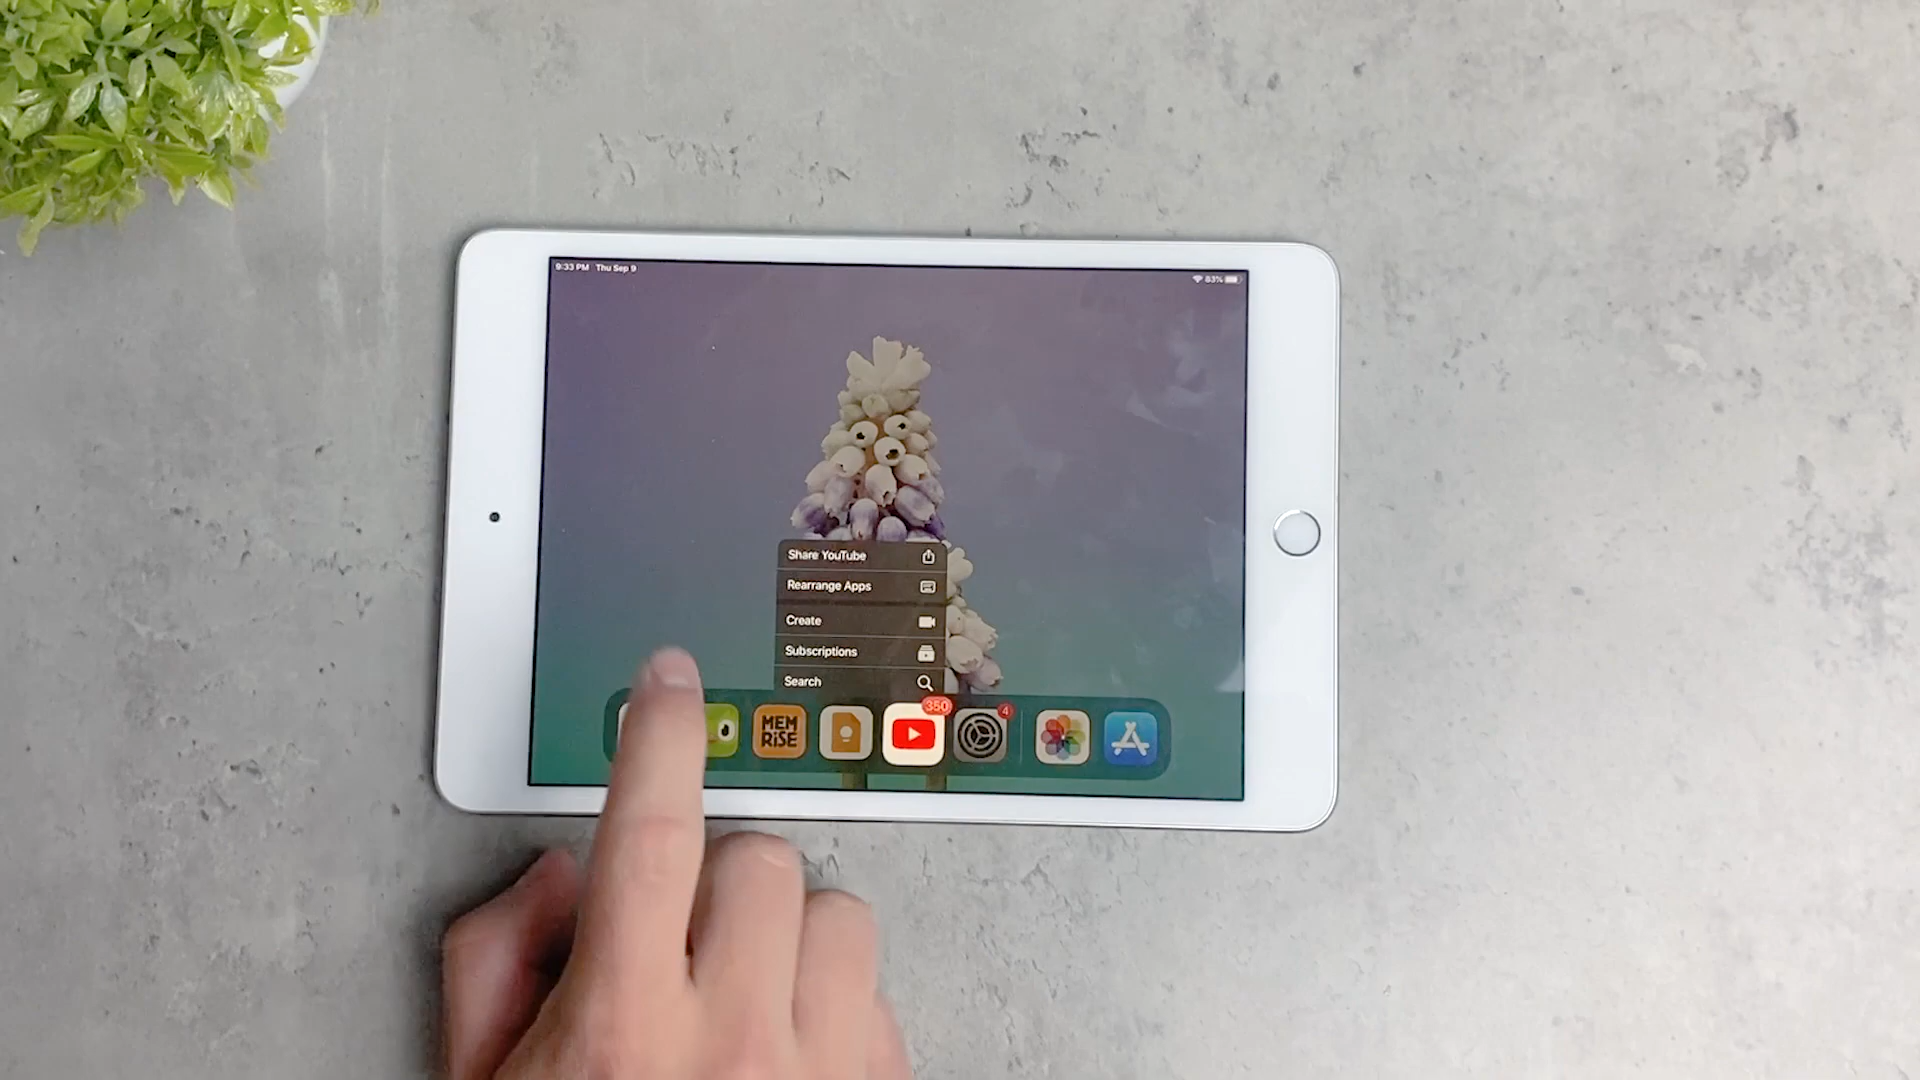 9:33 PM Thu Sep 9
83%
Share YouTube
Rearrange Apps
Create
Subscriptions
Search
350
4
MEM
RiSE